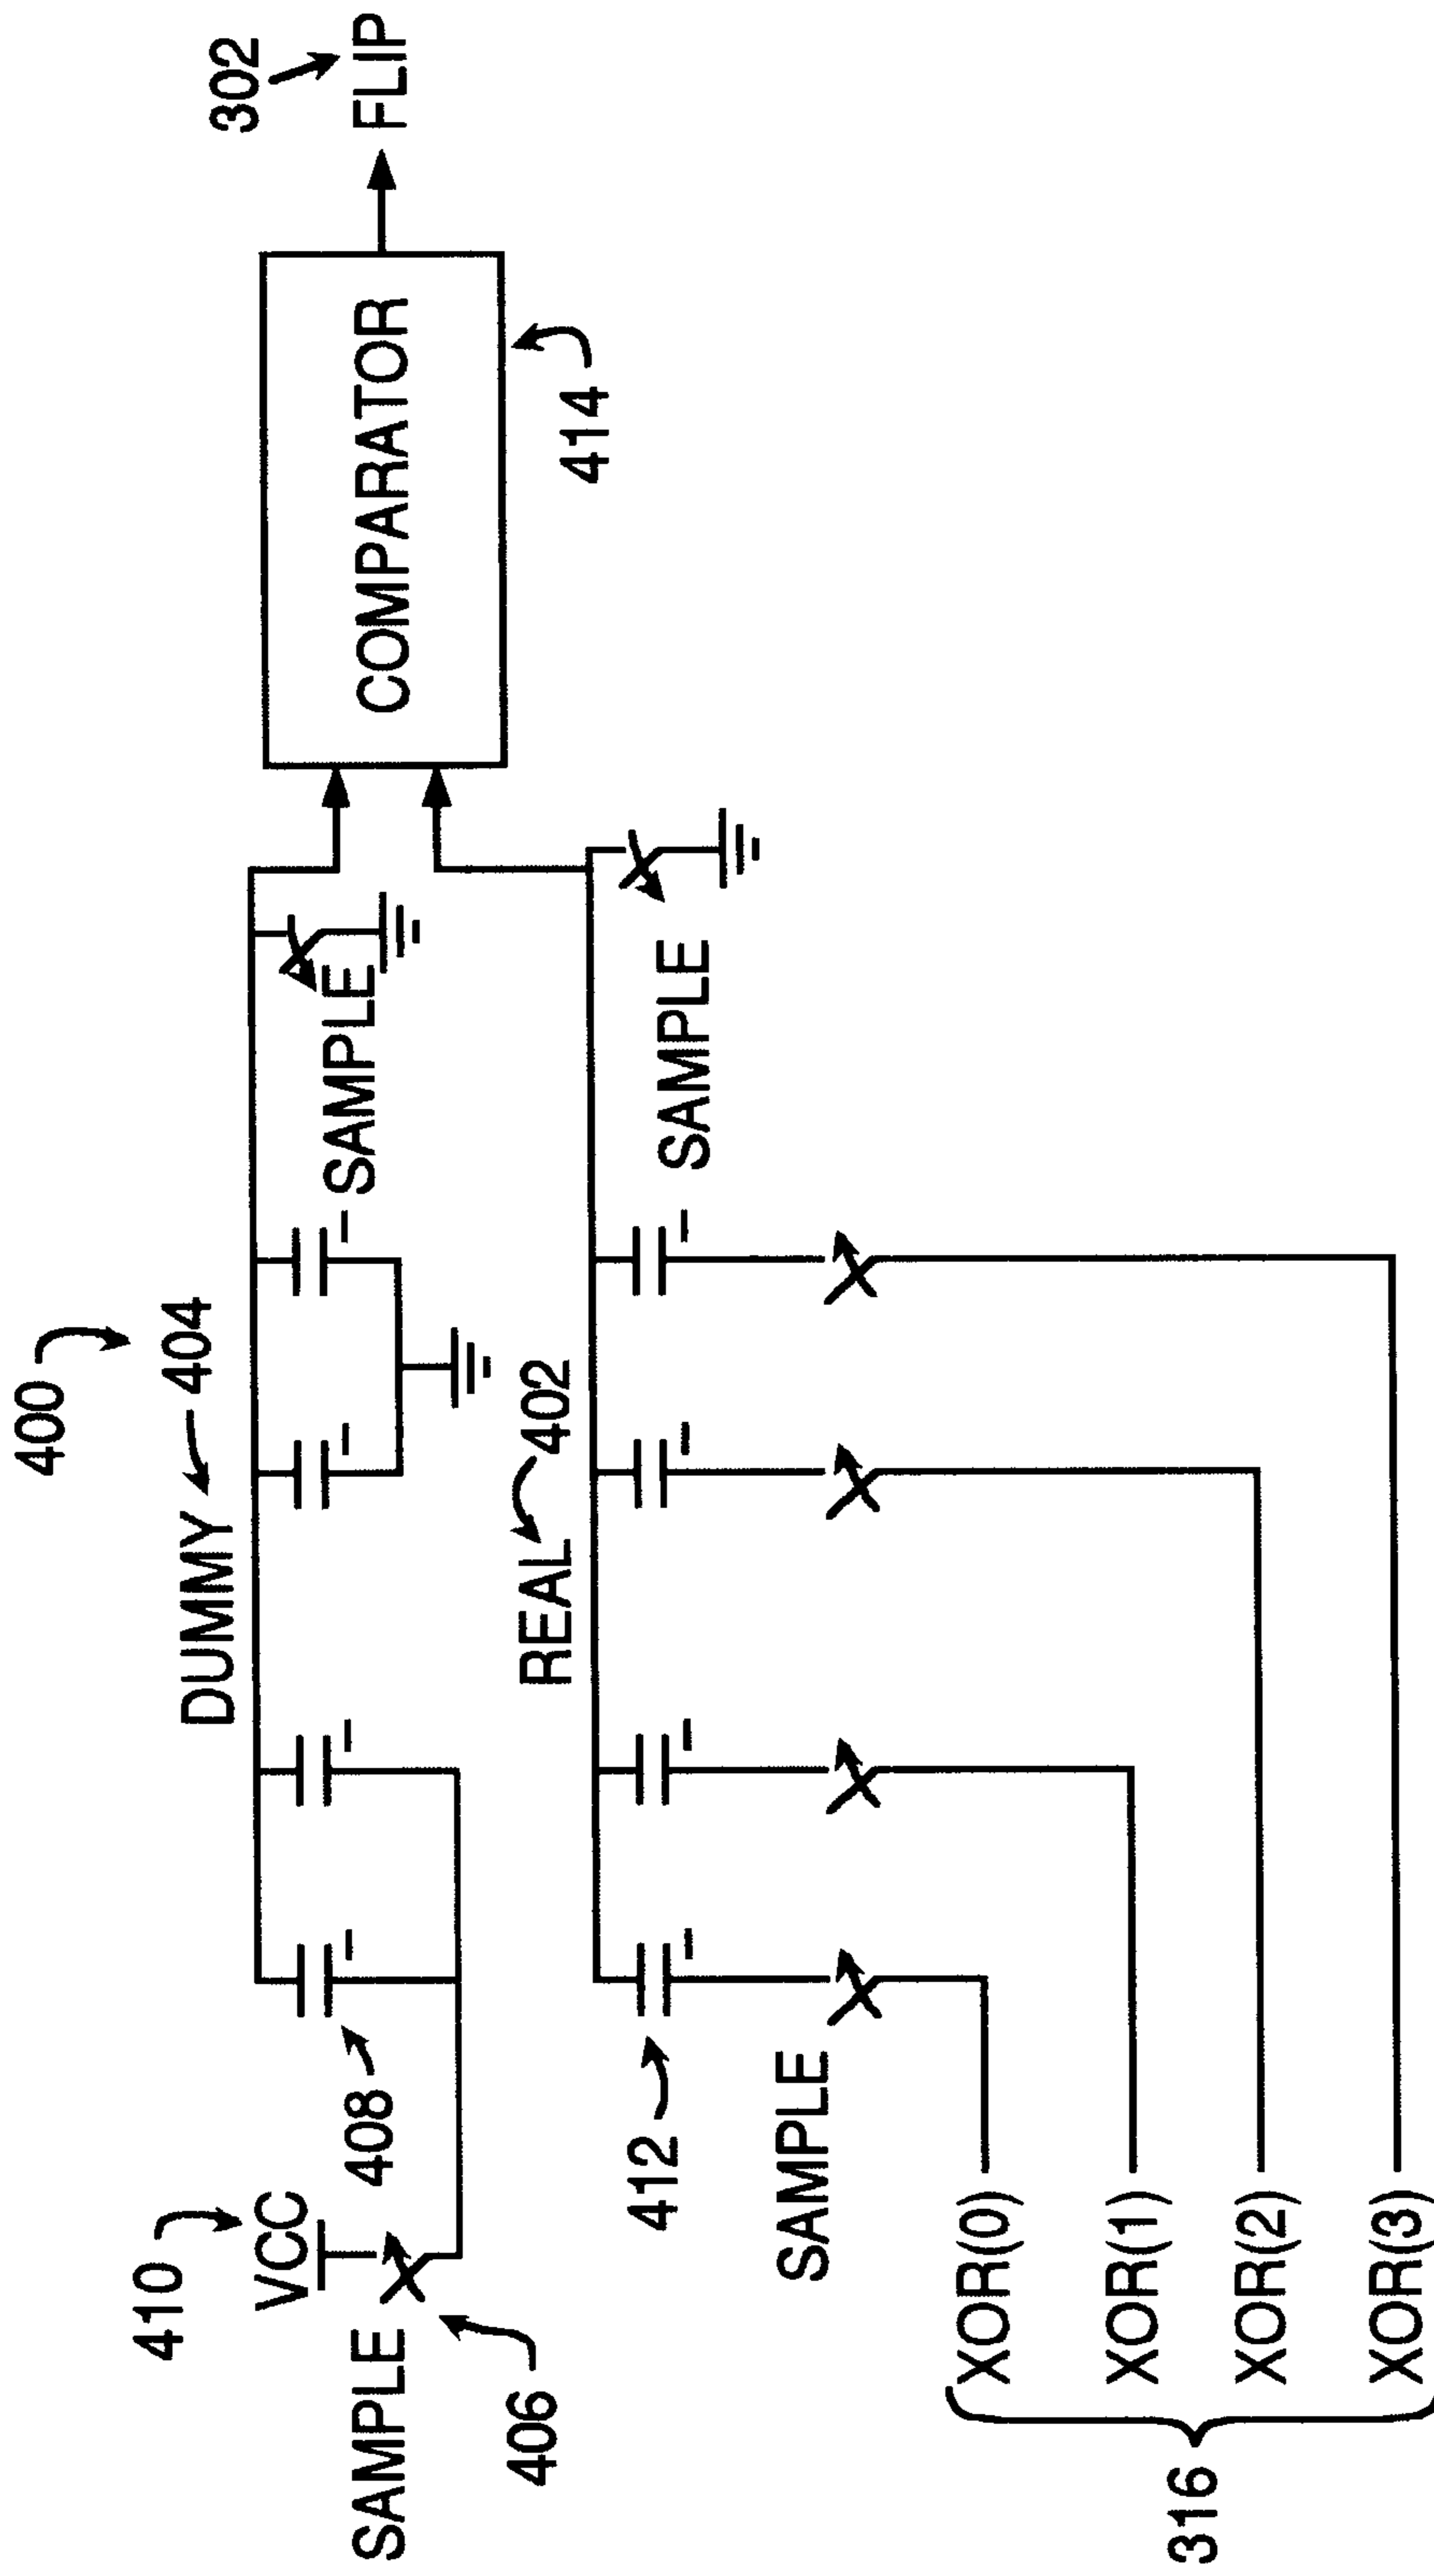 400
DUMMY 404
302
FLIP
COMPARATOR
414
SAMPLE
410
VCC
SAMPLE
406
408
REAL 402
SAMPLE
412
SAMPLE
316
XOR(0)
XOR(1)
XOR(2)
XOR(3)